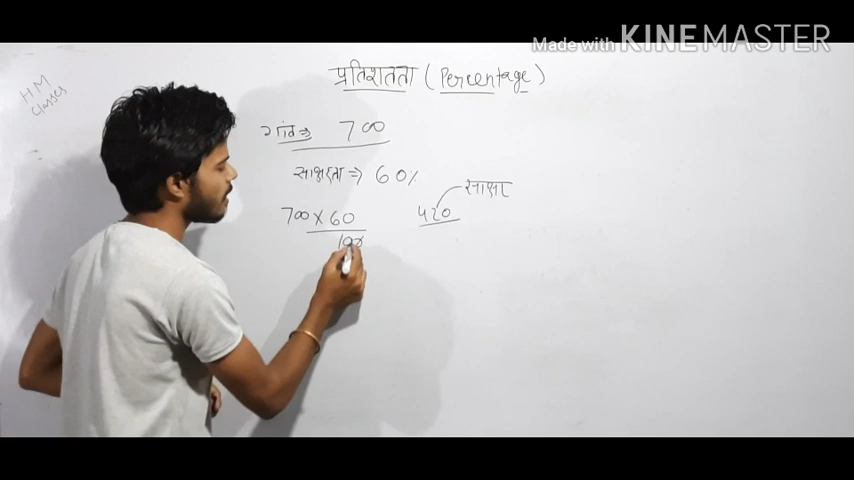 Made with KINEMASTER
HM
Classes
प्रतिशतता ( Percentage )
गांव ⇒ 700
साक्षरता ⇒ 60%
700 × 60
100
420 साक्षर